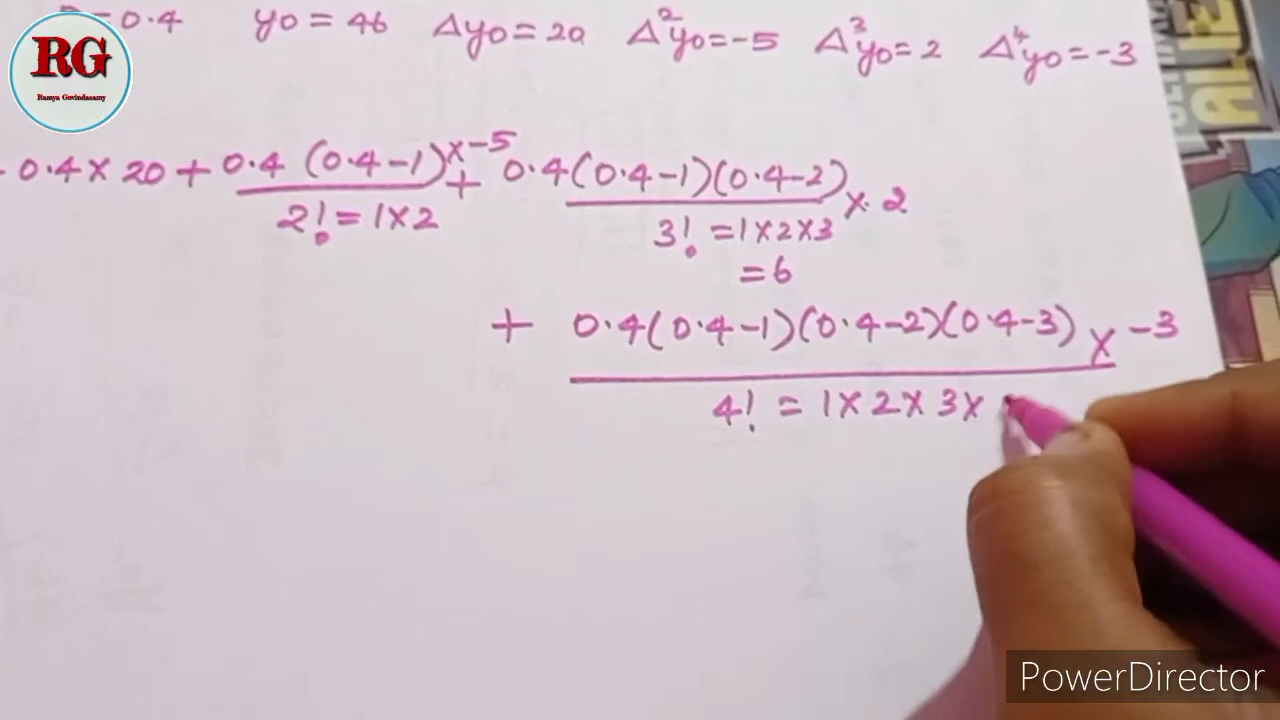 RG
Ramya Govindasamy
= 0.4 y0 = 46 Δy0 = 20 Δ²y0 = -5 Δ³y0 = 2 Δ⁴y0 = -3
0.4 × 20 + 0.4 (0.4-1) × -5 + 0.4(0.4-1)(0.4-2) × 2
2! = 1×2 3! = 1×2×3
= 6
+ 0.4(0.4-1)(0.4-2)(0.4-3) × -3
4! = 1×2×3×
PowerDirector